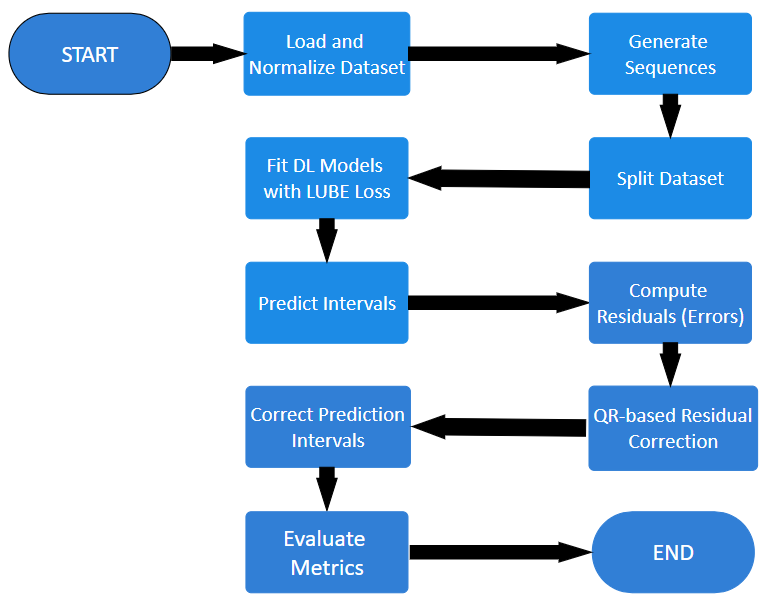 START
Load and
Normalize Dataset
Generate
Sequences
Split Dataset
Fit DL Models
with LUBE Loss
Predict Intervals
Compute
Residuals (Errors)
QR-based Residual
Correction
Correct Prediction
Intervals
Evaluate
Metrics
END